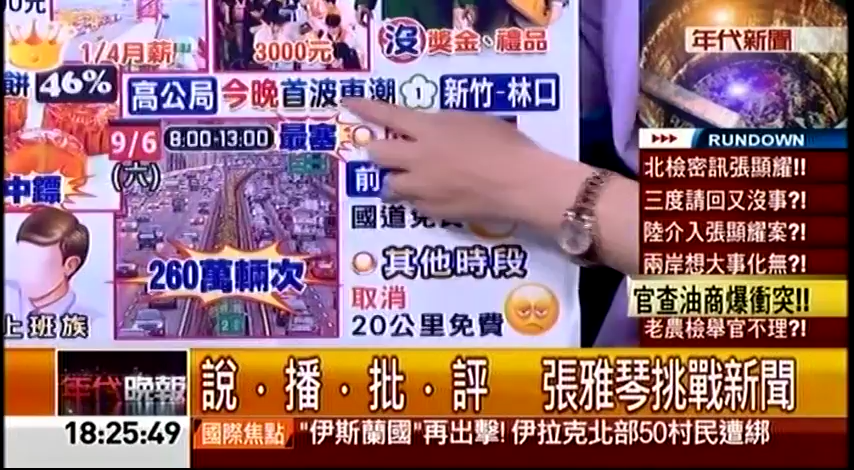 00元
1/4月薪
3000元
沒獎金、禮品
餅 46%
高公局 今晚首波車潮 1 新竹-林口
9/6
(六)
8:00-13:00 最塞
中鏢
前
國道免費
260萬輛次
其他時段
取消
20公里免費
上班族
年代新聞
RUNDOWN
北檢密訊張顯耀!!
三度請回又沒事?!
陸介入張顯耀案?!
兩岸想大事化無?!
官查油商爆衝突!!
老農檢舉官不理?!
年代晚報
說．播．批．評 張雅琴挑戰新聞
18:25:49
國際焦點 "伊斯蘭國"再出擊! 伊拉克北部50村民遭綁